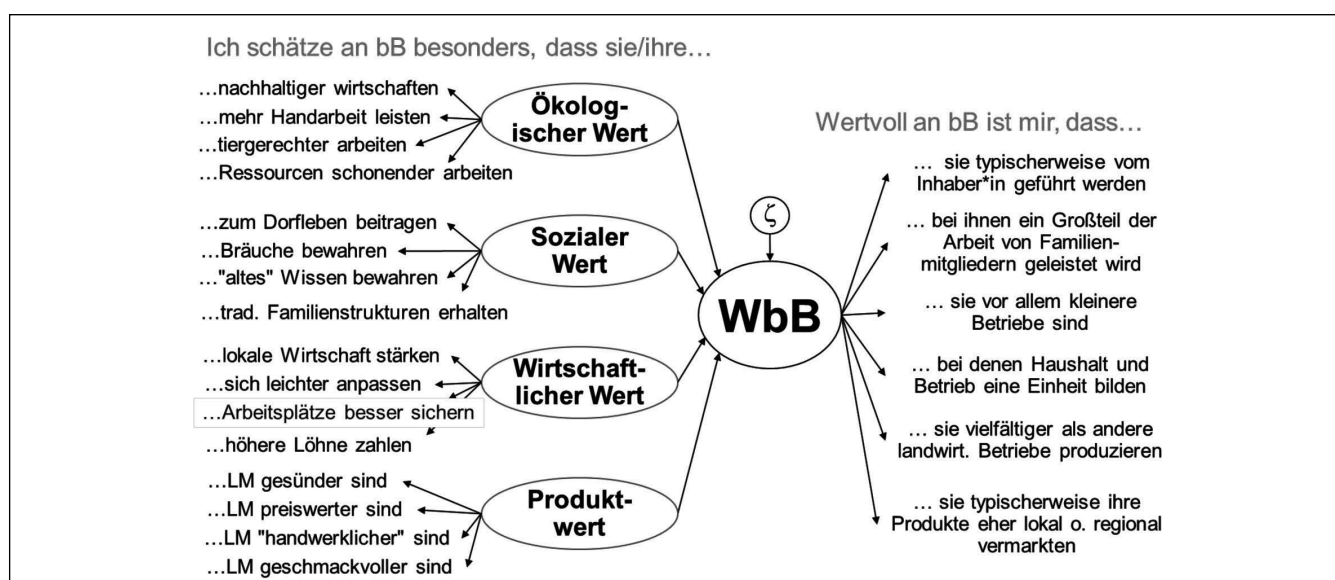 Ich schätze an bB besonders, dass sie/ihre…
…nachhaltiger wirtschaften
…mehr Handarbeit leisten
…tiergerechter arbeiten
…Ressourcen schonender arbeiten
Ökolog-
ischer Wert
…zum Dorfleben beitragen
…Bräuche bewahren
…"altes" Wissen bewahren
…trad. Familienstrukturen erhalten
Sozialer
Wert
…lokale Wirtschaft stärken
…sich leichter anpassen
…Arbeitsplätze besser sichern
…höhere Löhne zahlen
Wirtschaft-
licher Wert
…LM gesünder sind
…LM preiswerter sind
…LM "handwerklicher" sind
…LM geschmackvoller sind
Produkt-
wert
ζ
WbB
Wertvoll an bB ist mir, dass…
… sie typischerweise vom
Inhaber*in geführt werden
… bei ihnen ein Großteil der
Arbeit von Familien-
mitgliedern geleistet wird
… sie vor allem kleinere
Betriebe sind
… bei denen Haushalt und
Betrieb eine Einheit bilden
… sie vielfältiger als andere
landwirt. Betriebe produzieren
… sie typischerweise ihre
Produkte eher lokal o. regional
vermarkten